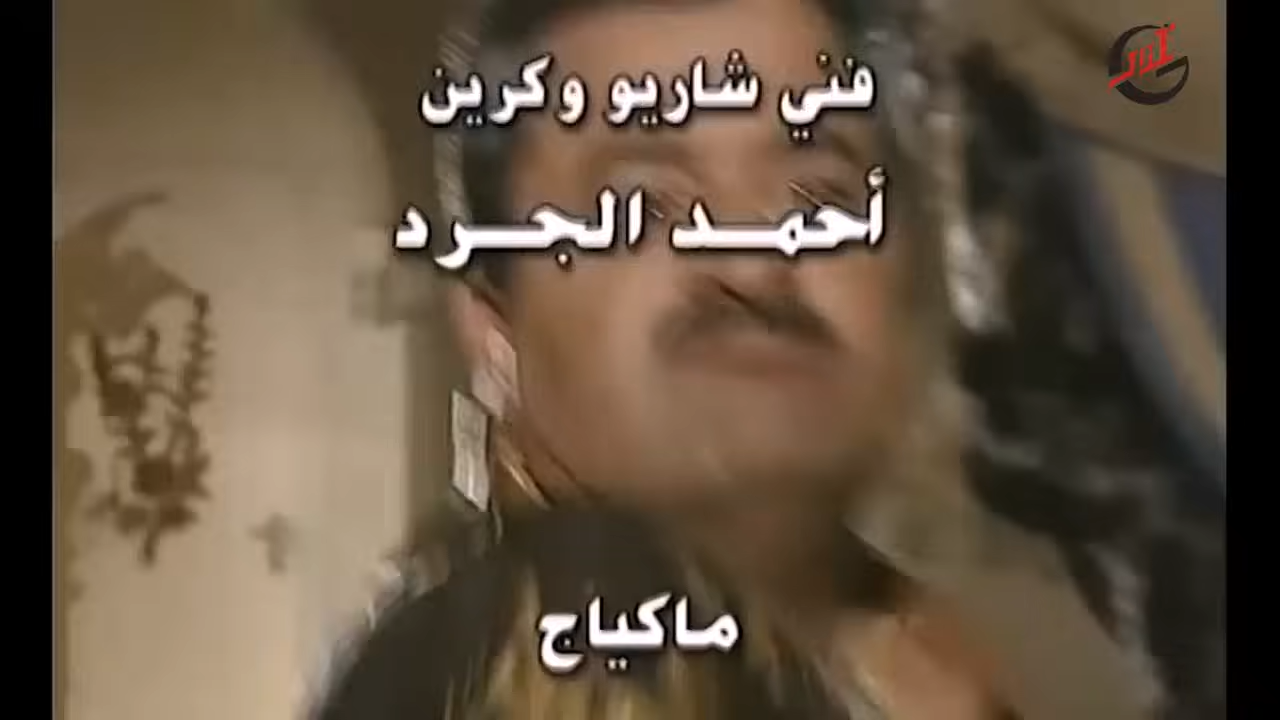 فني شاريو وكرين
أحمد الجرد
ماكياج